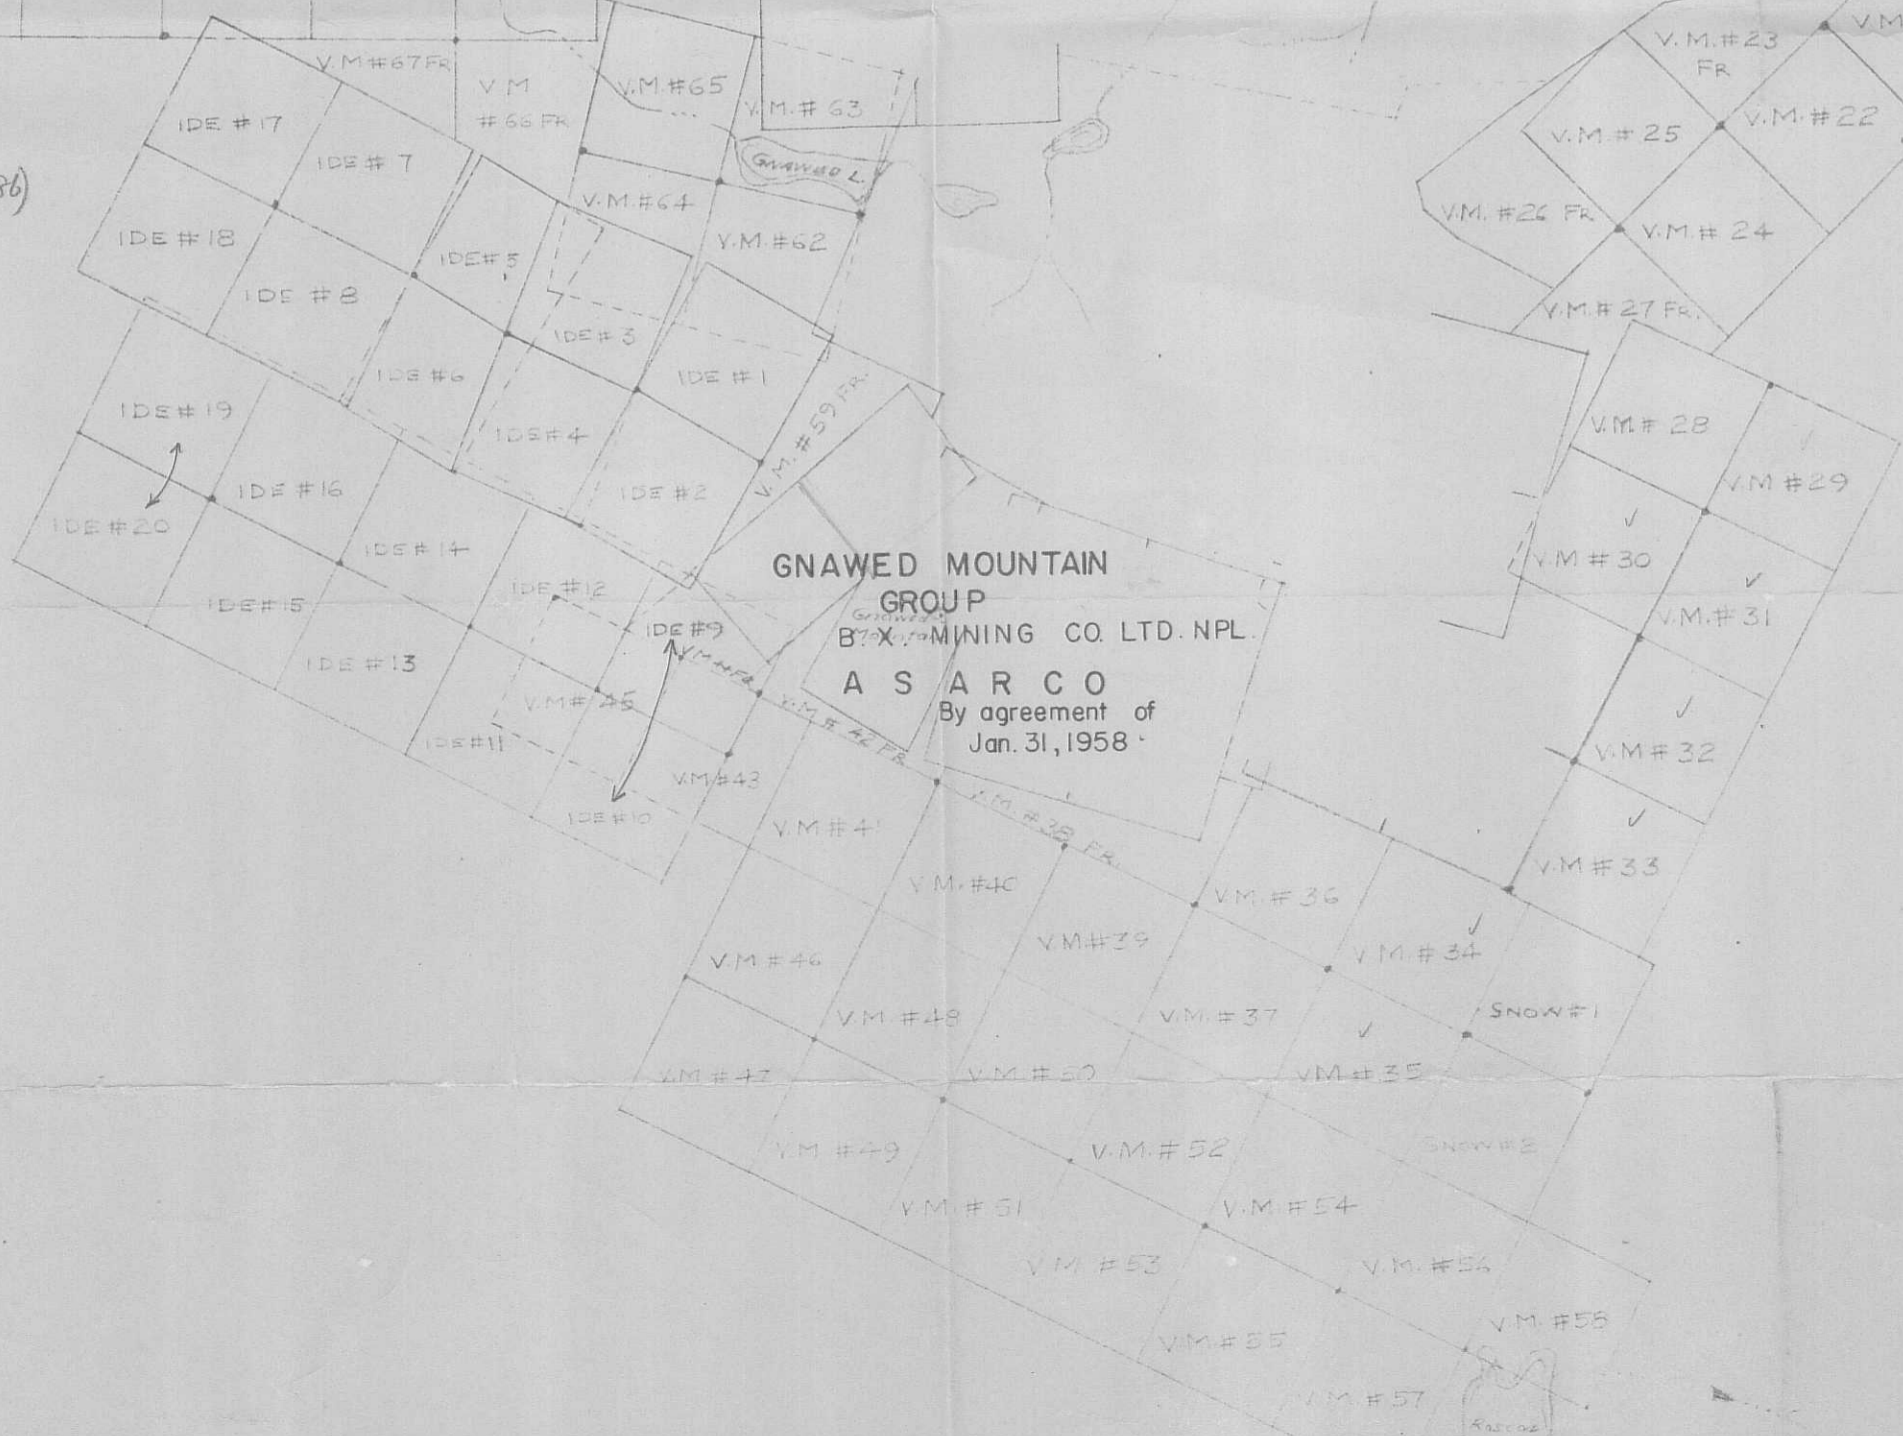 V.M.#67 FR
V M
#66 FR
V.M.#65
V.M.# 63
V.M.#23
FR
V.M.#22
V.M.# 25
IDE #17
IDE# 7
GNAWED L.
V.M.#64
V.M.#62
V.M. #26 FR
V.M.# 24
IDE #18
IDE #8
IDE# 5
V.M.# 27 FR.
IDE# 3
IDE #1
IDE #6
IDE# 19
IDE#4
V.M. #59 FR.
V.M.# 28
V.M #29
IDE #16
IDE #2
IDE #20
IDE# 14
V.M #30
GNAWED MOUNTAIN
GROUP
B. X. MINING CO. LTD. NPL.
A S A R C O
By agreement of
Jan. 31, 1958
IDE #12
IDE#15
IDE #9
V.M.# 31
IDE #13
V.M# 45
V.M # 42 FR.
IDE#11
V.M # 32
V.M#43
IDE#10
V.M.#38 FR.
V.M #41
V.M #33
V.M.#40
V.M.# 36
V.M#39
V.M.#34
V.M #46
V.M. #48
V.M.# 37
SNOW #1
V.M # 47
V.M # 50
V.M #35
V.M #49
V.M.# 52
SNOW #2
V.M. # 51
V.M.#54
V.M. #53
V.M.#56
V.M.#55
V.M. #58
V.M.#57
ROSCOE